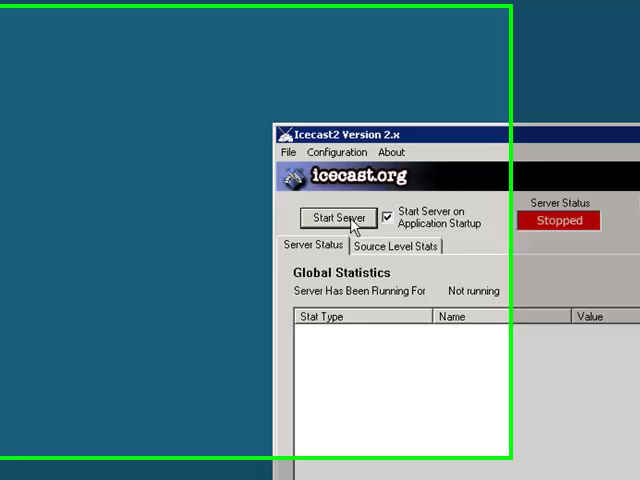 Icecast2 Version 2.x
File Configuration About
icecast.org
Start Server
Start Server on
Application Startup
Server Status
Stopped
Server Status Source Level Stats
Global Statistics
Server Has Been Running For Not running
Stat Type Name Value